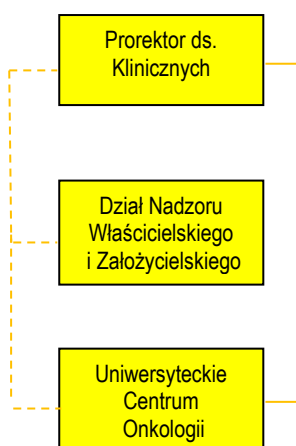 Prorektor ds.
Klinicznych
Dział Nadzoru
Właścicielskiego
i Założycielskiego
Uniwersyteckie
Centrum
Onkologii